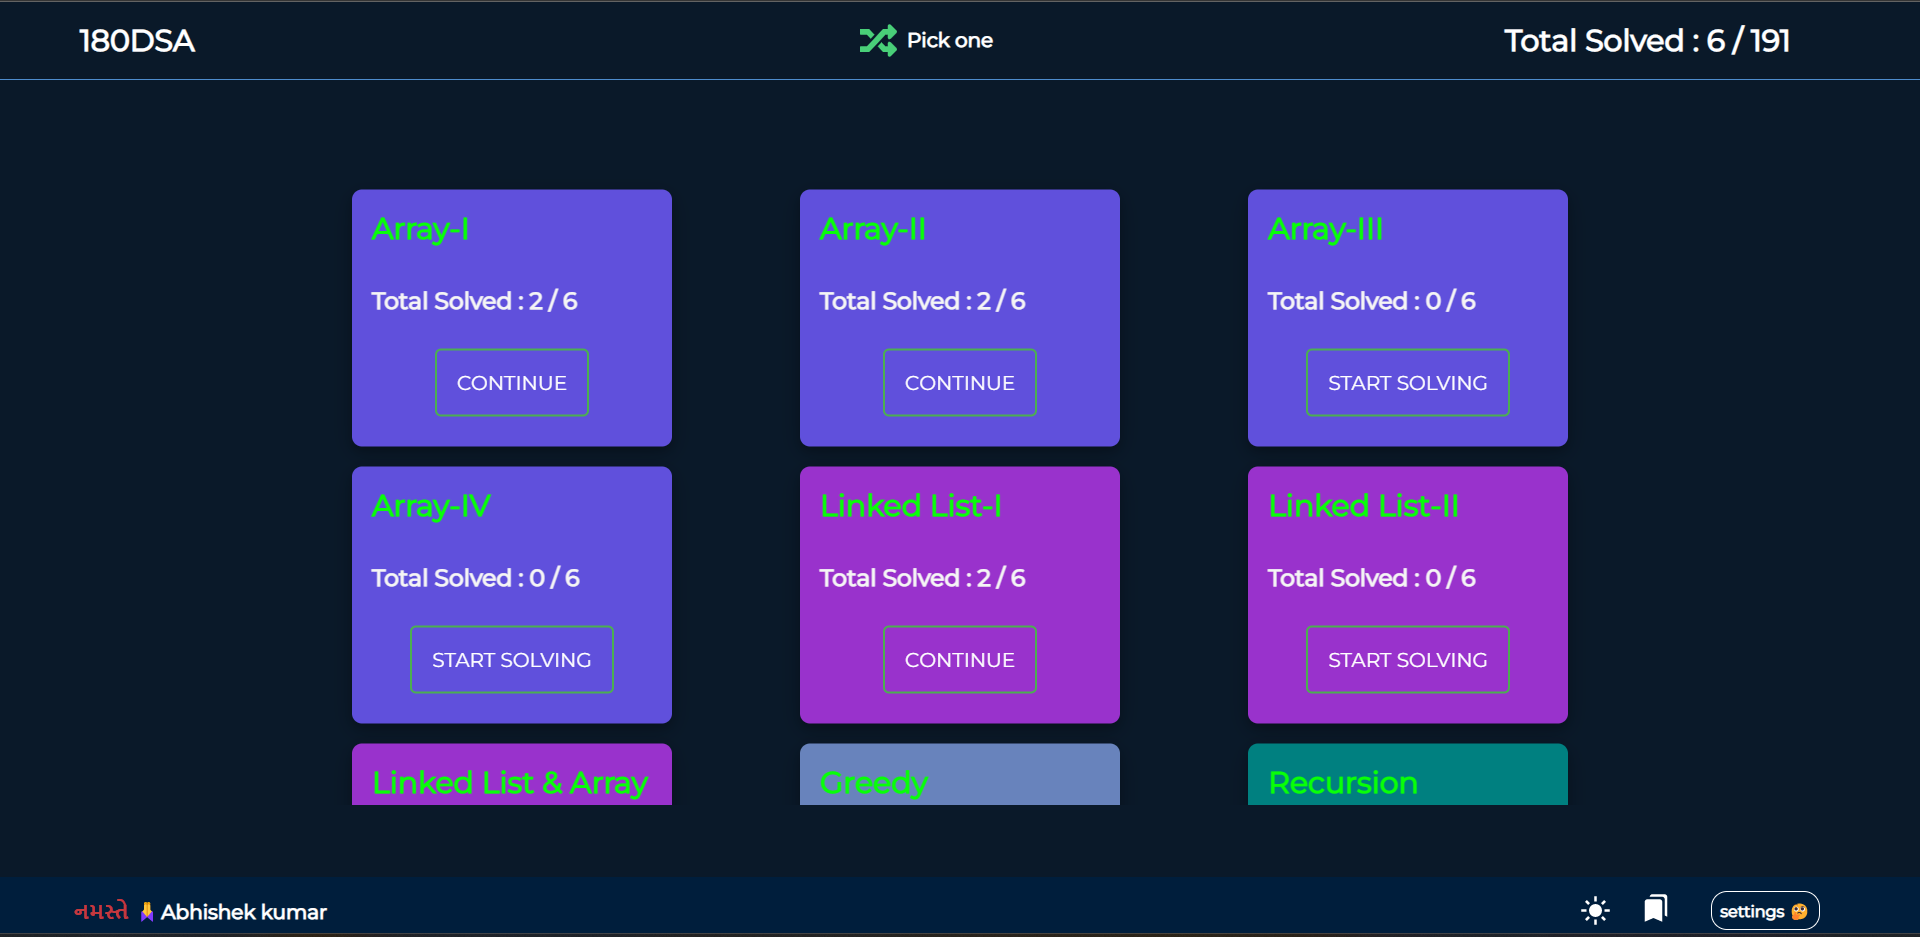 180DSA
Pick one
Total Solved : 6 / 191
Array-I
Total Solved : 2 / 6
CONTINUE
Array-II
Total Solved : 2 / 6
CONTINUE
Array-III
Total Solved : 0 / 6
START SOLVING
Array-IV
Total Solved : 0 / 6
START SOLVING
Linked List-I
Total Solved : 2 / 6
CONTINUE
Linked List-II
Total Solved : 0 / 6
START SOLVING
Linked List & Array
Greedy
Recursion
નમસ્તે 🙏 Abhishek kumar
settings 🤔